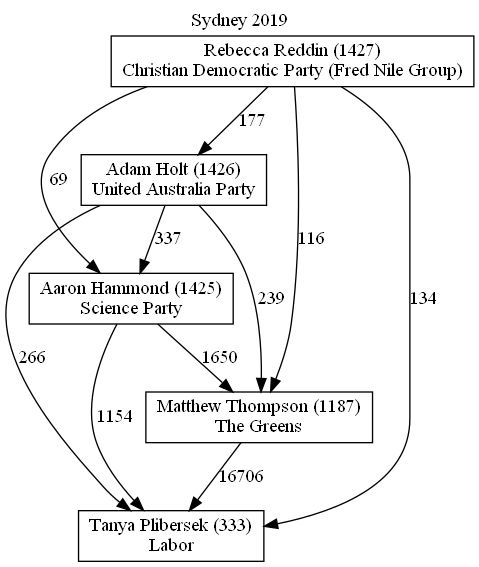 Sydney 2019
Rebecca Reddin (1427)
Christian Democratic Party (Fred Nile Group)
177
Adam Holt (1426)
United Australia Party
69
337
116
Aaron Hammond (1425)
Science Party
239
134
266
1650
1154
Matthew Thompson (1187)
The Greens
16706
Tanya Plibersek (333)
Labor